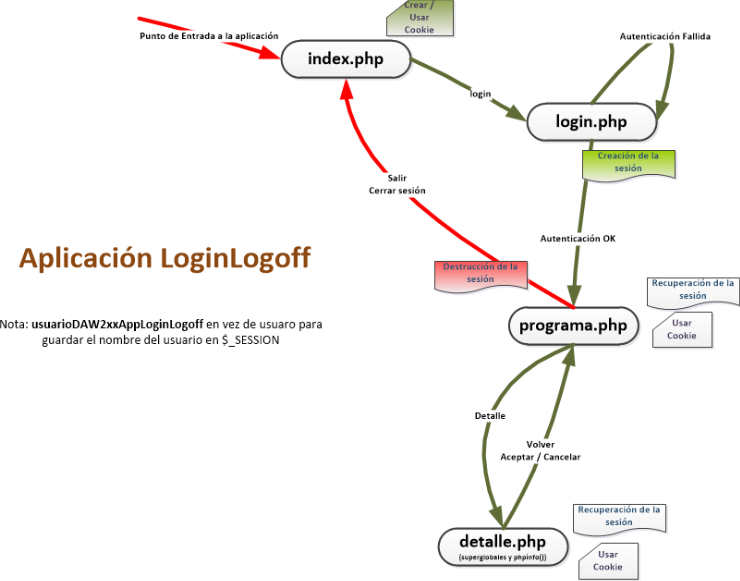 Crear /
Usar
Cookie
Punto de Entrada a la aplicación
index.php
Autenticación Fallida
login
login.php
Creación de la
sesión
Salir
Cerrar sesión
Autenticación OK
Aplicación LoginLogoff
Destrucción de la
sesión
Recuperación de la
sesión
Nota: usuarioDAW2xxAppLoginLogoff en vez de usuaro para
guardar el nombre del usuario en $_SESSION
programa.php
Usar
Cookie
Detalle
Volver
Aceptar / Cancelar
Recuperación de la
sesión
detalle.php
(superglobales y phpinfo())
Usar
Cookie